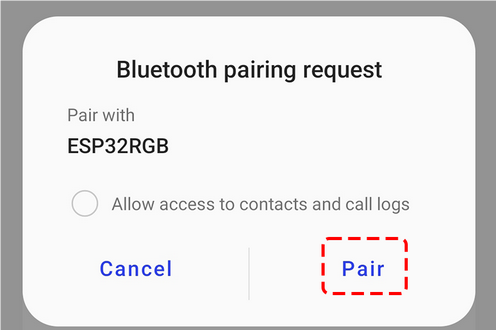 Bluetooth pairing request
Pair with
ESP32RGB
Allow access to contacts and call logs
Cancel
Pair